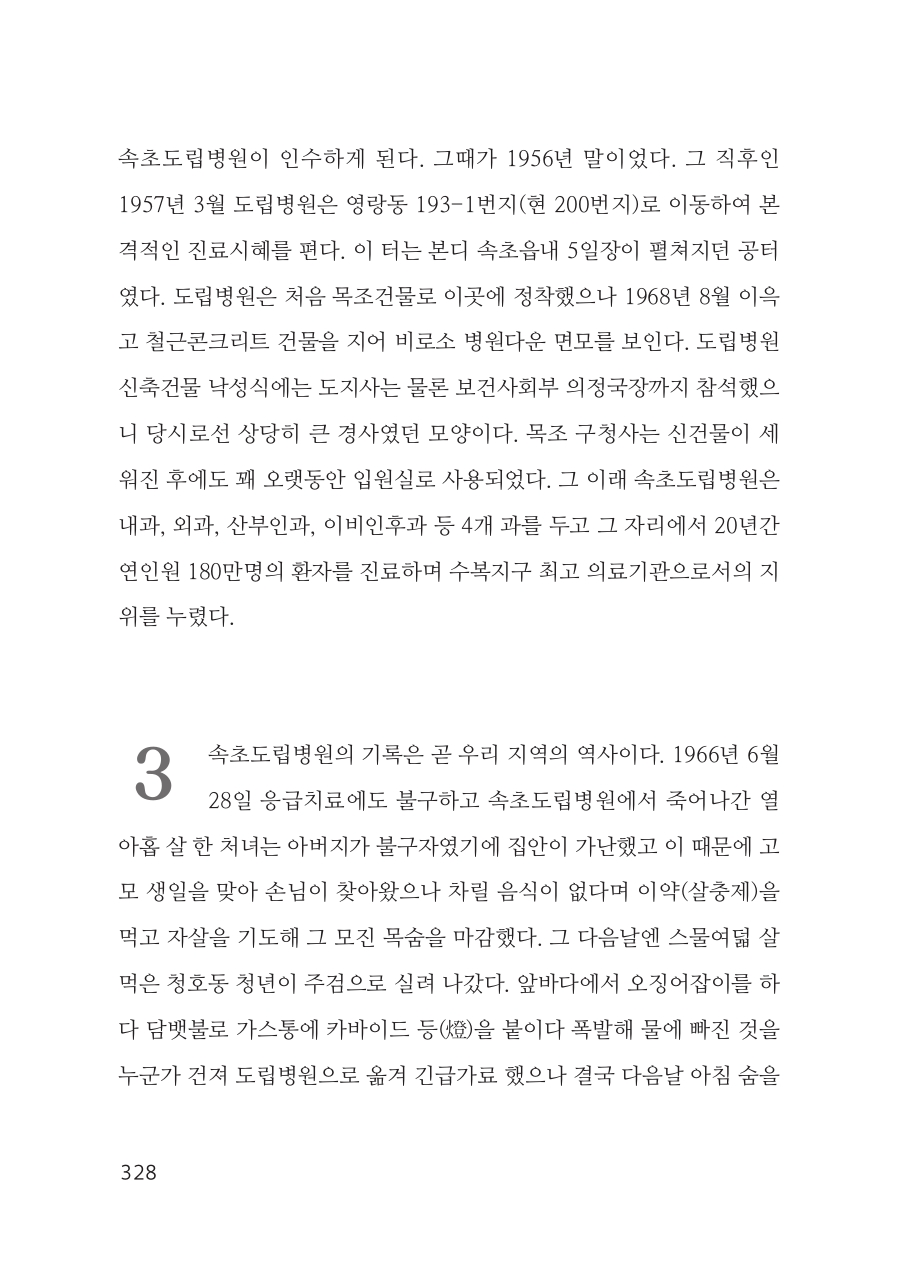 속초도립병원이 인수하게 된다. 그때가 1956년 말이었다. 그 직후인
1957년 3월 도립병원은 영랑동 193-1번지(현 200번지)로 이동하여 본
격적인 진료시혜를 편다. 이 터는 본디 속초읍내 5일장이 펼쳐지던 공터
였다. 도립병원은 처음 목조건물로 이곳에 정착했으나 1968년 8월 이윽
고 철근콘크리트 건물을 지어 비로소 병원다운 면모를 보인다. 도립병원
신축건물 낙성식에는 도지사는 물론 보건사회부 의정국장까지 참석했으
니 당시로선 상당히 큰 경사였던 모양이다. 목조 구청사는 신건물이 세
워진 후에도 꽤 오랫동안 입원실로 사용되었다. 그 이래 속초도립병원은
내과, 외과, 산부인과, 이비인후과 등 4개 과를 두고 그 자리에서 20년간
연인원 180만명의 환자를 진료하며 수복지구 최고 의료기관으로서의 지
위를 누렸다.
3 속초도립병원의 기록은 곧 우리 지역의 역사이다. 1966년 6월
28일 응급치료에도 불구하고 속초도립병원에서 죽어나간 열
아홉 살 한 처녀는 아버지가 불구자였기에 집안이 가난했고 이 때문에 고
모 생일을 맞아 손님이 찾아왔으나 차릴 음식이 없다며 이약(살충제)을
먹고 자살을 기도해 그 모진 목숨을 마감했다. 그 다음날엔 스물여덟 살
먹은 청호동 청년이 주검으로 실려 나갔다. 앞바다에서 오징어잡이를 하
다 담뱃불로 가스통에 카바이드 등(燈)을 붙이다 폭발해 물에 빠진 것을
누군가 건져 도립병원으로 옮겨 긴급가료 했으나 결국 다음날 아침 숨을
328